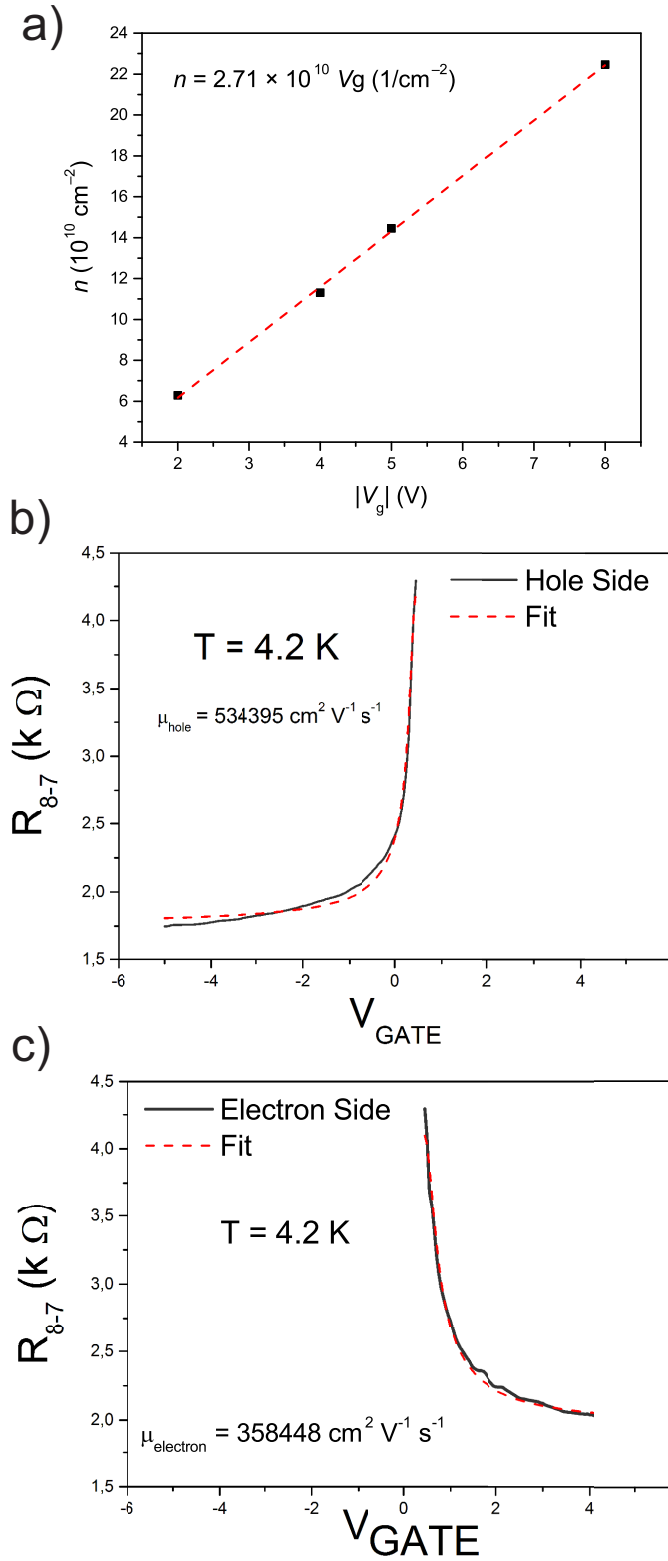 a)
n = 2.71 × 10^10 Vg (1/cm^−2)
24
22
20
18
16
14
12
10
8
6
4
n (10^10 cm^−2)
2 3 4 5 6 7 8
|V_g| (V)
b)
4,5
4,0
3,5
3,0
2,5
2,0
1,5
Hole Side
Fit
T = 4.2 K
μ_hole = 534395 cm^2 V^-1 s^-1
R_8-7 (k Ω)
-6 -4 -2 0 2 4
V_GATE
c)
4,5
4,0
3,5
3,0
2,5
2,0
1,5
Electron Side
Fit
T = 4.2 K
R_8-7 (k Ω)
μ_electron = 358448 cm^2 V^-1 s^-1
-6 -4 -2 0 2 4
V_GATE